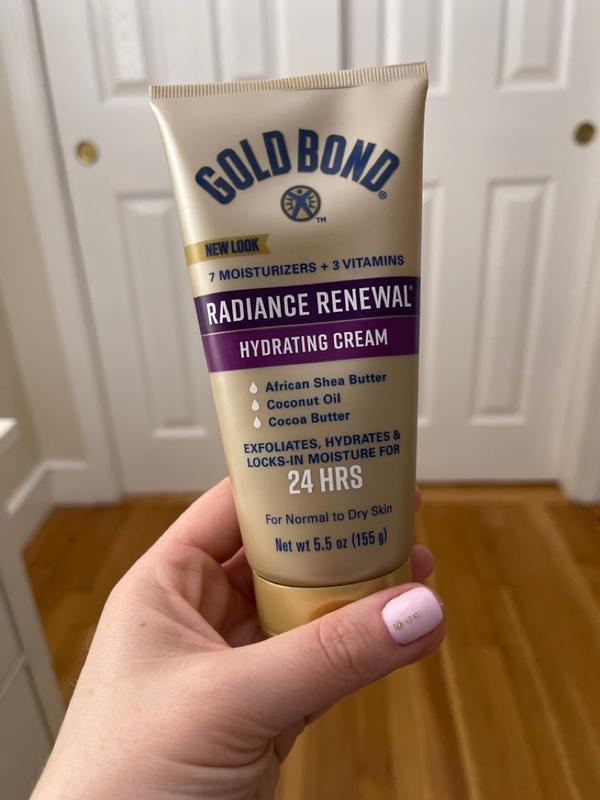 GOLD BOND®
™
NEW LOOK
7 MOISTURIZERS + 3 VITAMINS
RADIANCE RENEWAL*
HYDRATING CREAM
African Shea Butter
Coconut Oil
Cocoa Butter
EXFOLIATES, HYDRATES &
LOCKS-IN MOISTURE FOR
24 HRS
For Normal to Dry Skin
Net wt 5.5 oz (155 g)